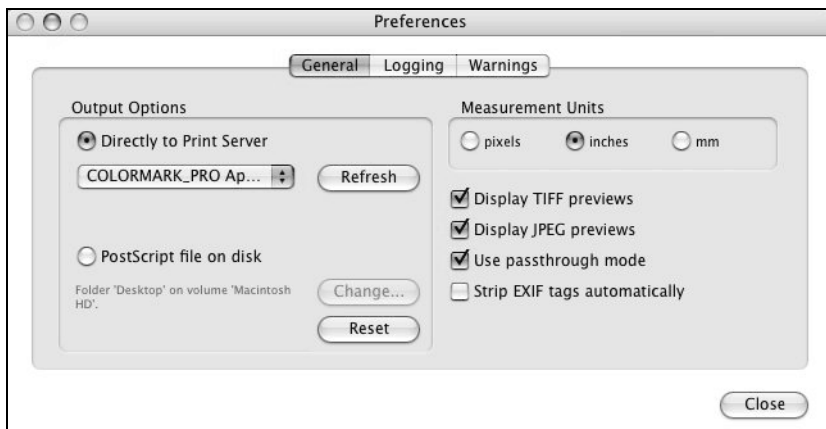 Preferences
General Logging Warnings
Output Options
Directly to Print Server
COLORMARK_PRO Ap...
Refresh
PostScript file on disk
Folder 'Desktop' on volume 'Macintosh
HD'.
Change...
Reset
Measurement Units
pixels inches mm
Display TIFF previews
Display JPEG previews
Use passthrough mode
Strip EXIF tags automatically
Close